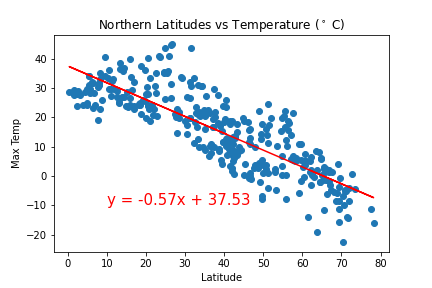 Northern Latitudes vs Temperature (° C)
Max Temp
40
30
20
10
0
−10
−20
y = -0.57x + 37.53
0 10 20 30 40 50 60 70 80
Latitude